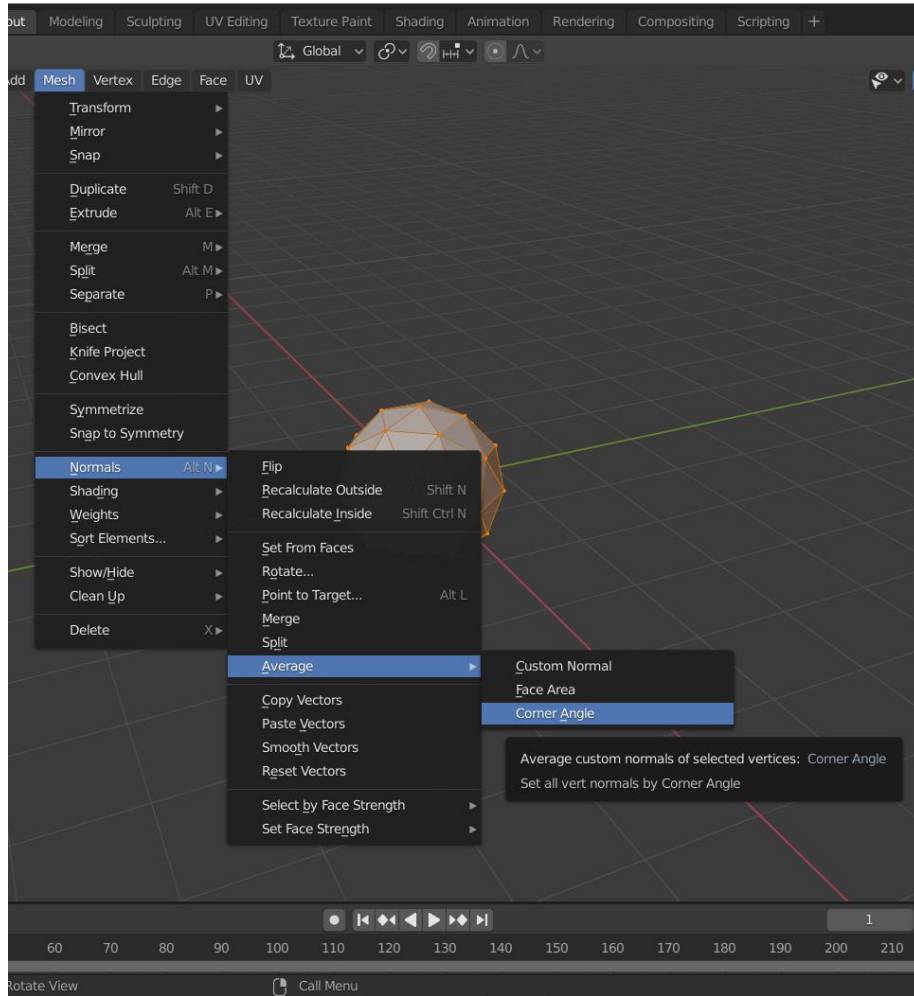 out Modeling Sculpting UV Editing Texture Paint Shading Animation Rendering Compositing Scripting +
Global
Add Mesh Vertex Edge Face UV
Transform
Mirror
Snap
Duplicate Shift D
Extrude Alt E
Merge M
Split Alt M
Separate P
Bisect
Knife Project
Convex Hull
Symmetrize
Snap to Symmetry
Normals Alt N
Shading
Weights
Sort Elements...
Show/Hide
Clean Up
Delete X
Flip
Recalculate Outside Shift N
Recalculate Inside Shift Ctrl N
Set From Faces
Rotate...
Point to Target... Alt L
Merge
Split
Average
Copy Vectors
Paste Vectors
Smooth Vectors
Reset Vectors
Select by Face Strength
Set Face Strength
Custom Normal
Face Area
Corner Angle
Average custom normals of selected vertices: Corner Angle
Set all vert normals by Corner Angle
1
60 70 80 90 100 110 120 130 140 150 160 170 180 190 200 210
Rotate View Call Menu